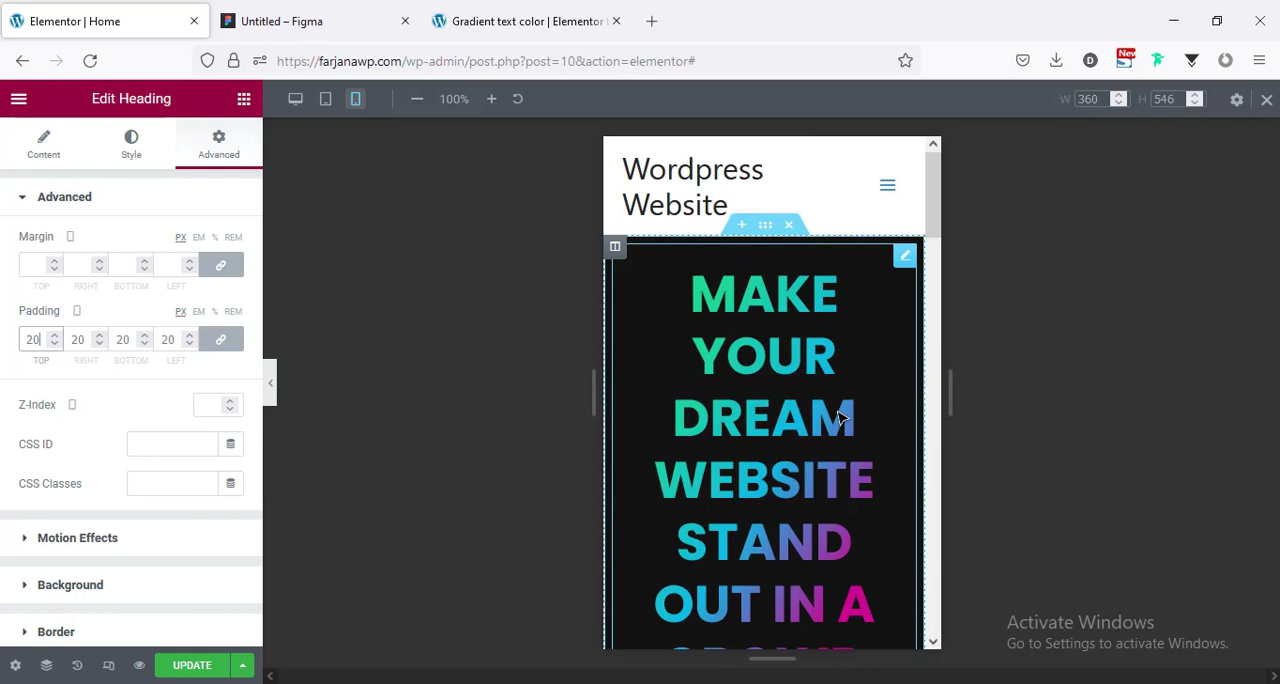 Elementor | Home
Untitled – Figma
Gradient text color | Elementor t
https://farjanawp.com/wp-admin/post.php?post=10&action=elementor#
New
D
Edit Heading
100%
W 360
H 546
Content
Style
Advanced
Advanced
Margin
PX EM % REM
TOP RIGHT BOTTOM LEFT
Padding
PX EM % REM
20 20 20 20
TOP RIGHT BOTTOM LEFT
Z-Index
CSS ID
CSS Classes
Motion Effects
Background
Border
UPDATE
Wordpress
Website
MAKE
YOUR
DREAM
WEBSITE
STAND
OUT IN A
Activate Windows
Go to Settings to activate Windows.